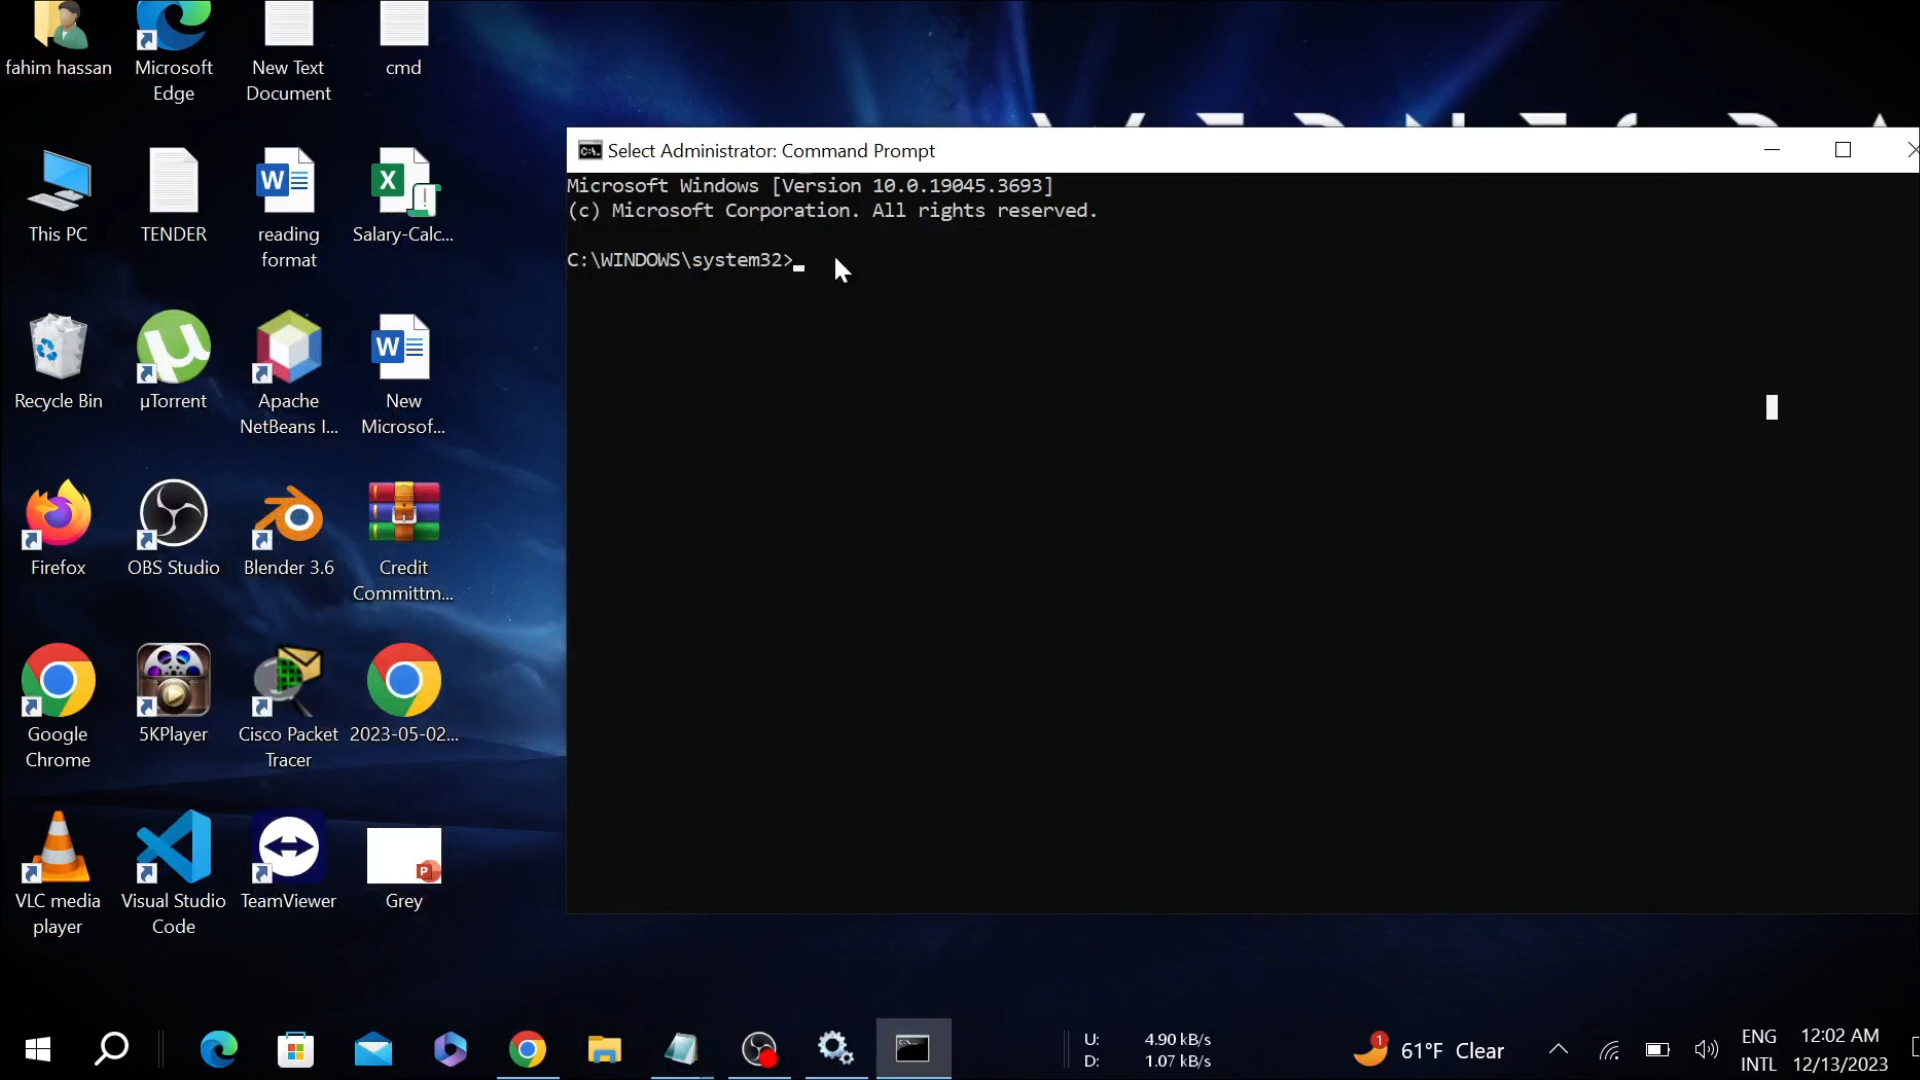 fahim hassan
Microsoft
Edge
New Text
Document
cmd
This PC
TENDER
reading
format
Salary-Calc...
Recycle Bin
µTorrent
Apache
NetBeans I...
New
Microsof...
Firefox
OBS Studio
Blender 3.6
Credit
Committm...
Google
Chrome
5KPlayer
Cisco Packet
Tracer
2023-05-02...
VLC media
player
Visual Studio
Code
TeamViewer
Grey
Select Administrator: Command Prompt
Microsoft Windows [Version 10.0.19045.3693]
(c) Microsoft Corporation. All rights reserved.
C:\WINDOWS\system32>
U: 4.90 kB/s
D: 1.07 kB/s
1
61°F Clear
ENG
INTL
12:02 AM
12/13/2023